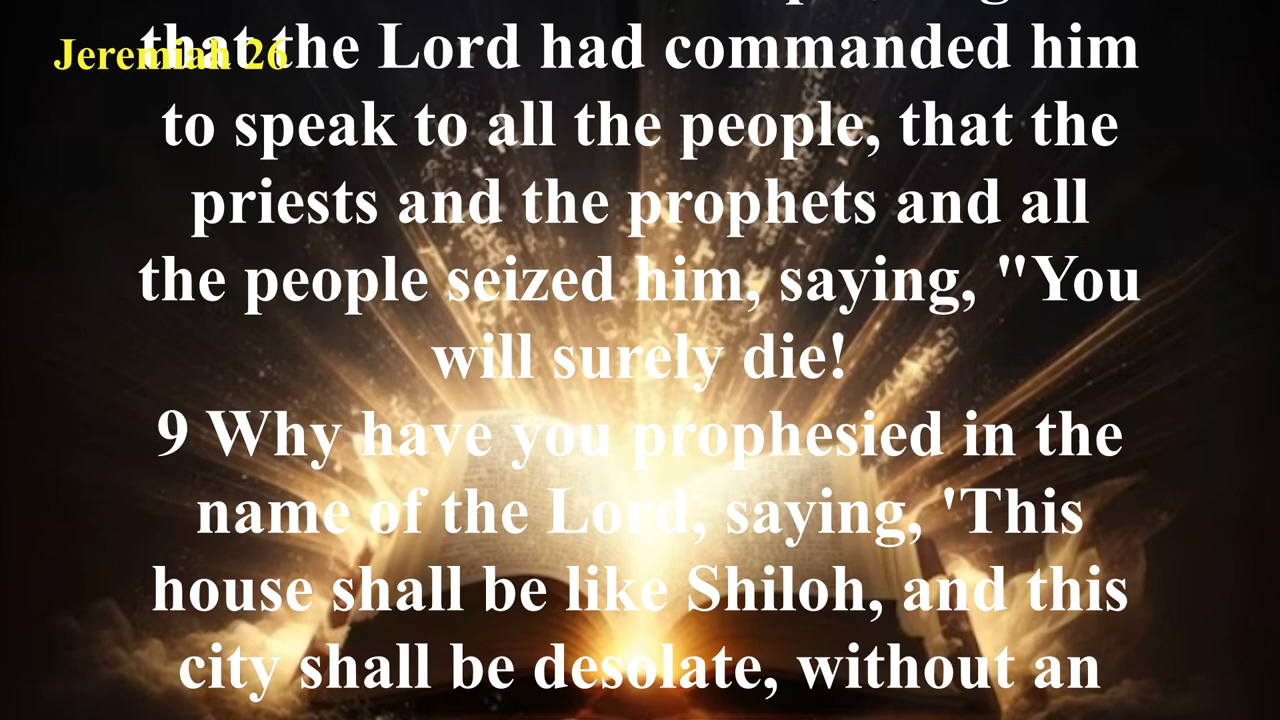 Jeremiah 26
that the Lord had commanded him
to speak to all the people, that the
priests and the prophets and all
the people seized him, saying, "You
will surely die!
9 Why have you prophesied in the
name of the Lord, saying, 'This
house shall be like Shiloh, and this
city shall be desolate, without an